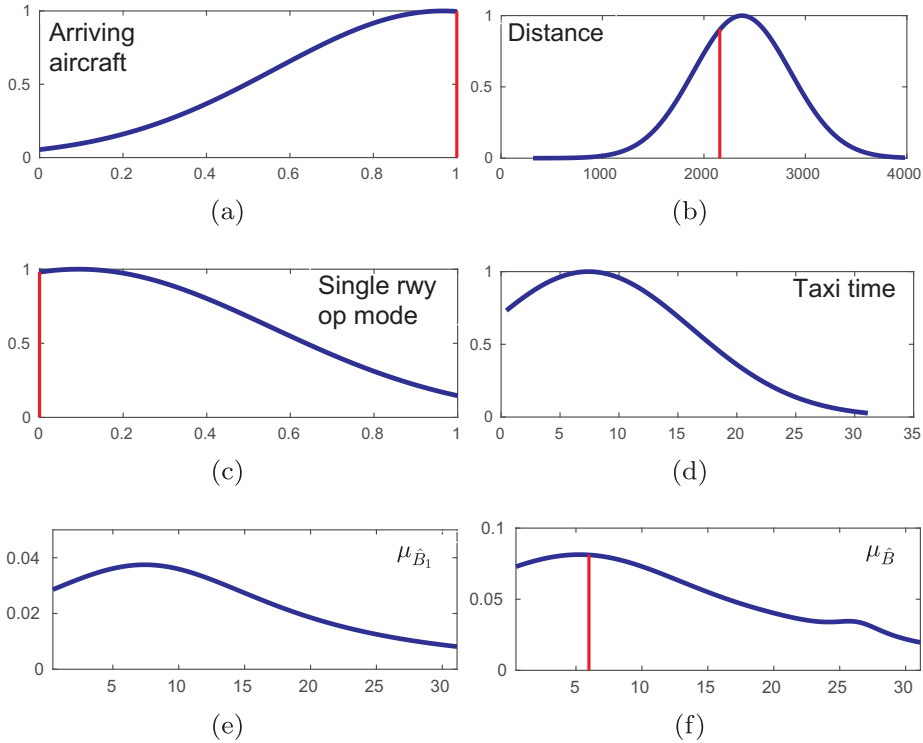 1
0.5
0
Arriving
aircraft
0 0.2 0.4 0.6 0.8 1
(a)
1
0.5
0
Distance
0 1000 2000 3000 4000
(b)
1
0.5
0
Single rwy
op mode
0 0.2 0.4 0.6 0.8 1
(c)
1
0.5
0
Taxi time
0 5 10 15 20 25 30 35
(d)
0.04
0.02
0
μ_{B̂_1}
5 10 15 20 25 30
(e)
0.1
0.05
0
μ_{B̂}
5 10 15 20 25 30
(f)